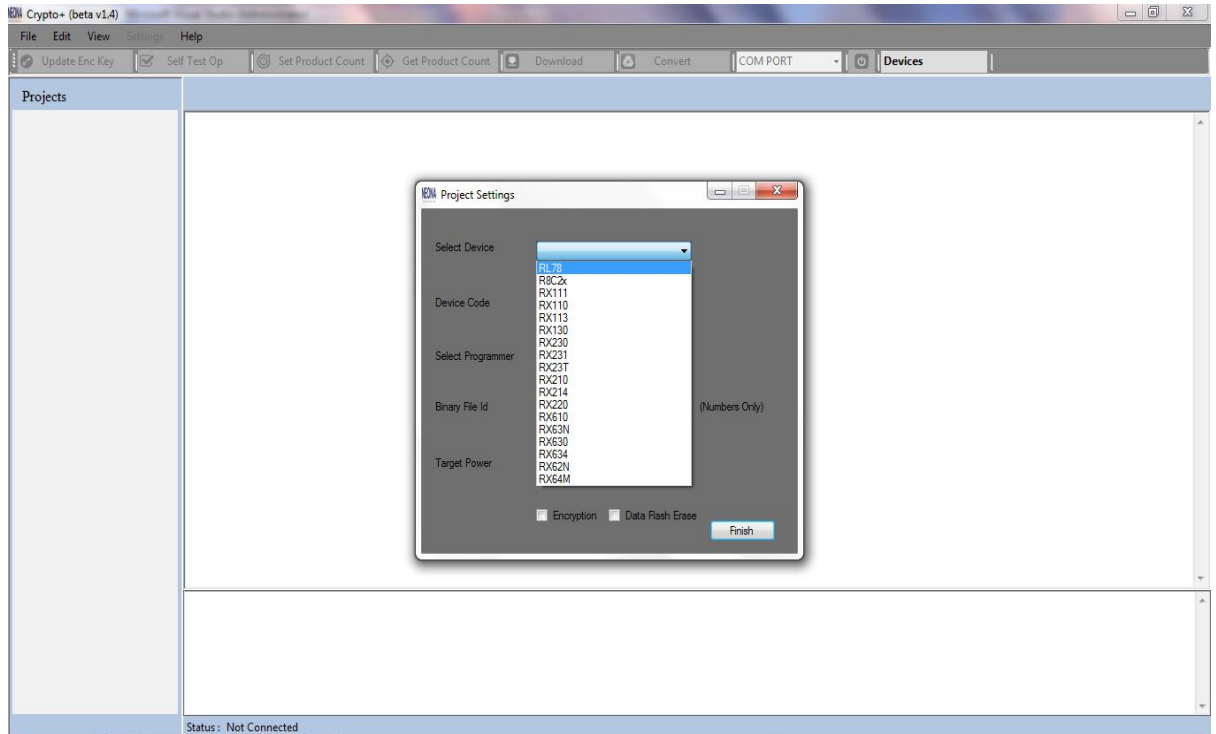 Crypto+ (beta v1.4)
File Edit View Settings Help
Update Enc Key Self Test Op Set Product Count Get Product Count Download Convert COM PORT Devices
Projects
Project Settings
Select Device
RL78
R8C2x
RX111
Device Code
RX110
RX113
RX130
RX230
Select Programmer
RX231
RX23T
RX210
RX214
Binary File Id
RX220
(Numbers Only)
RX610
RX63N
RX630
RX634
Target Power
RX62N
RX64M
Encryption Data Flash Erase
Finish
Status : Not Connected